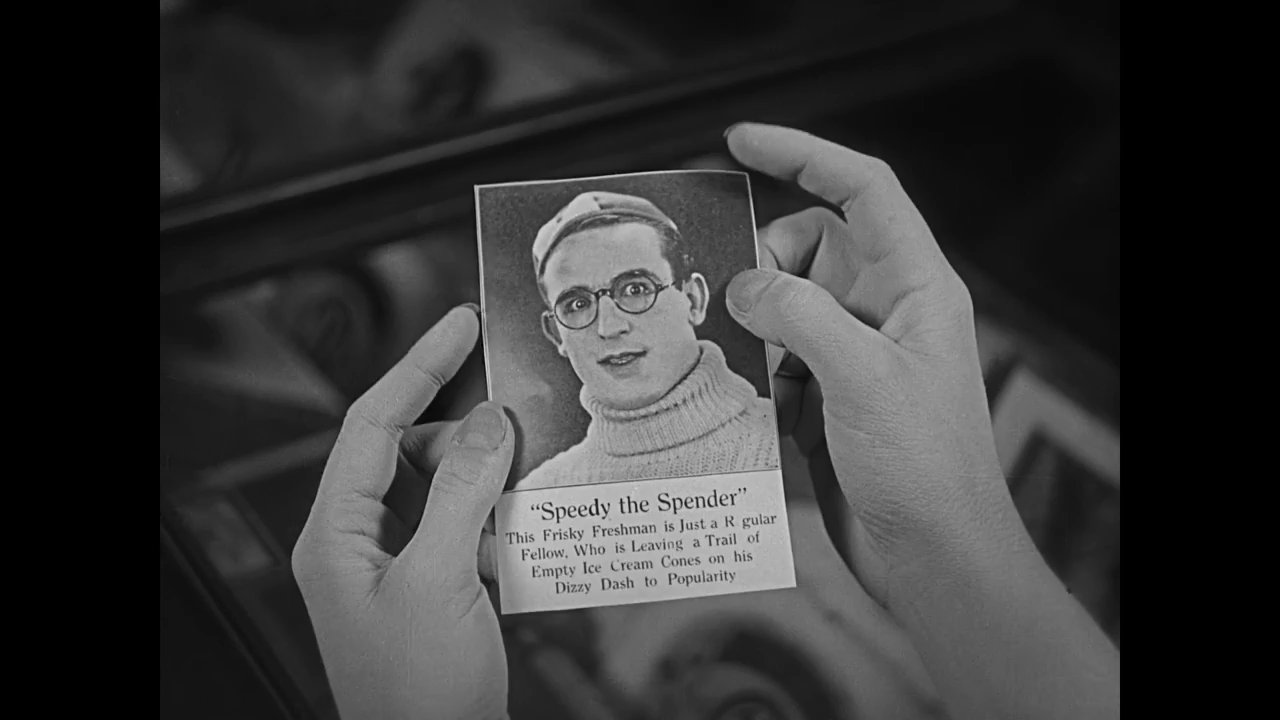 "Speedy the Spender"
This Frisky Freshman is Just a R gular
Fellow, Who is Leaving a Trail of
Empty Ice Cream Cones on his
Dizzy Dash to Popularity